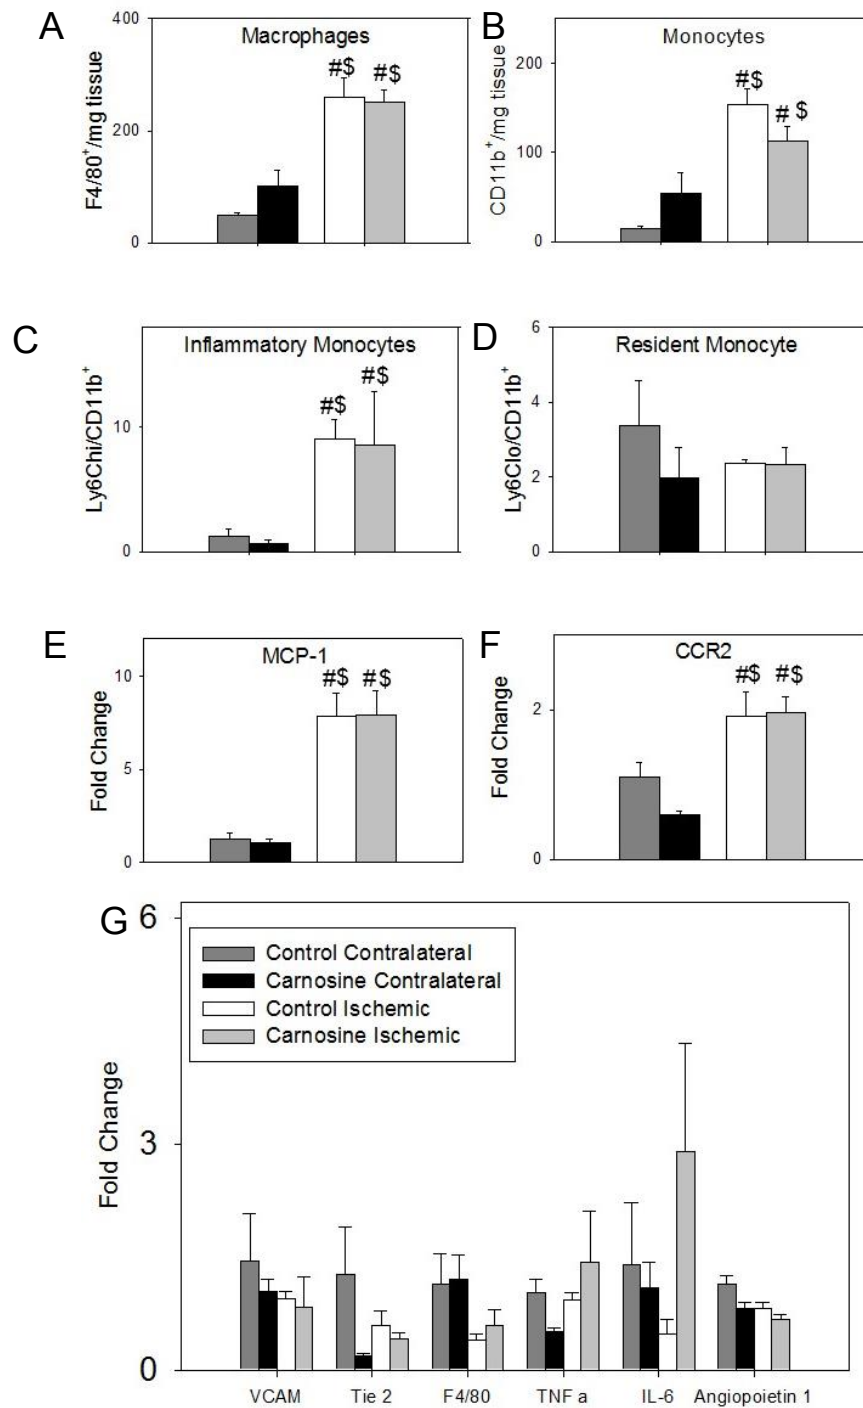 A
Macrophages
400
200
0
F4/80+/mg tissue
#$ #$
B
Monocytes
200
100
0
CD11b+/mg tissue
#$
# $
C
Inflammatory Monocytes
10
0
Ly6Chi/CD11b+
#$
#$
D
Resident Monocyte
6
4
2
0
Ly6Clo/CD11b+
E
MCP-1
10
5
0
Fold Change
#$ #$
F
CCR2
2
0
Fold Change
#$ #$
G
6
3
0
Fold Change
Control Contralateral
Carnosine Contralateral
Control Ischemic
Carnosine Ischemic
VCAM Tie 2 F4/80 TNF a IL-6 Angiopoietin 1